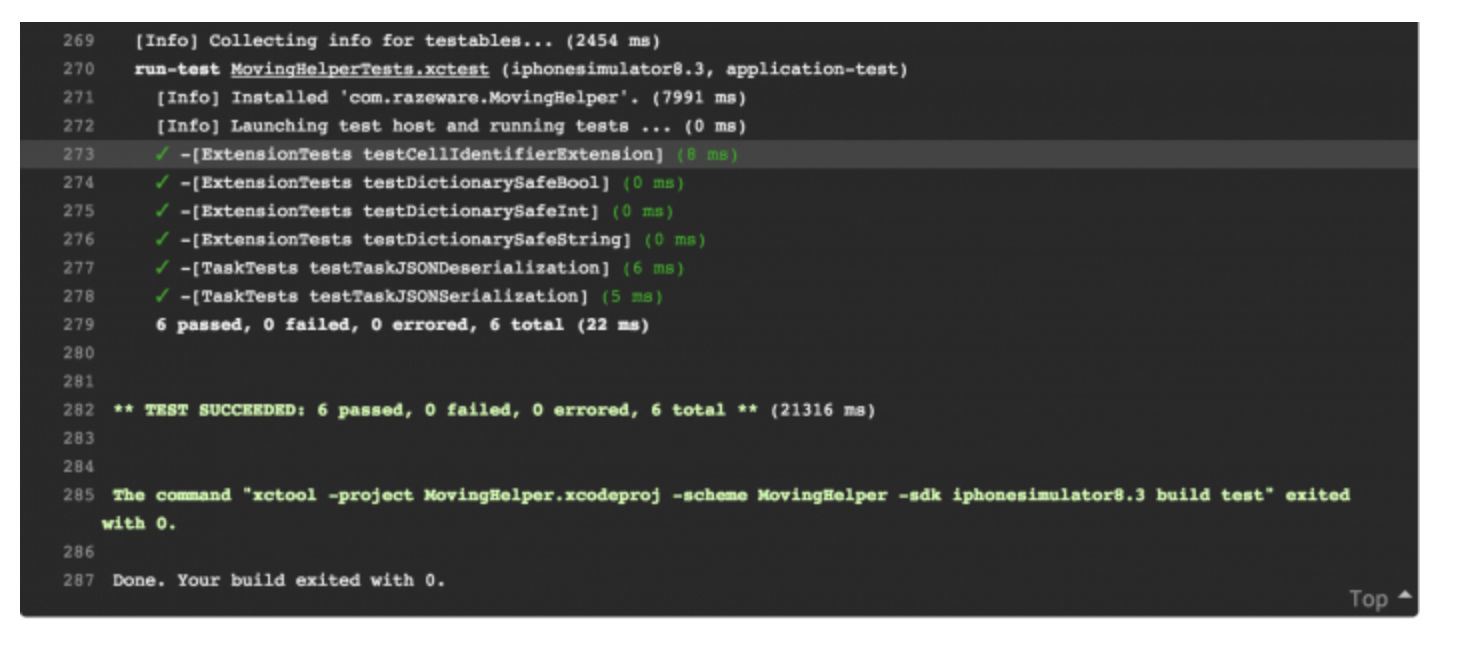 269 [Info] Collecting info for testables... (2454 ms)
270 run-test MovingHelperTests.xctest (iphonesimulator8.3, application-test)
271 [Info] Installed 'com.razeware.MovingHelper'. (7991 ms)
272 [Info] Launching test host and running tests ... (0 ms)
273 ✓ -[ExtensionTests testCellIdentifierExtension] (8 ms)
274 ✓ -[ExtensionTests testDictionarySafeBool] (0 ms)
275 ✓ -[ExtensionTests testDictionarySafeInt] (0 ms)
276 ✓ -[ExtensionTests testDictionarySafeString] (0 ms)
277 ✓ -[TaskTests testTaskJSONDeserialization] (6 ms)
278 ✓ -[TaskTests testTaskJSONSerialization] (5 ms)
279 6 passed, 0 failed, 0 errored, 6 total (22 ms)
280
281
282 ** TEST SUCCEEDED: 6 passed, 0 failed, 0 errored, 6 total ** (21316 ms)
283
284
285 The command "xctool -project MovingHelper.xcodeproj -scheme MovingHelper -sdk iphonesimulator8.3 build test" exited
with 0.
286
287 Done. Your build exited with 0.
Top